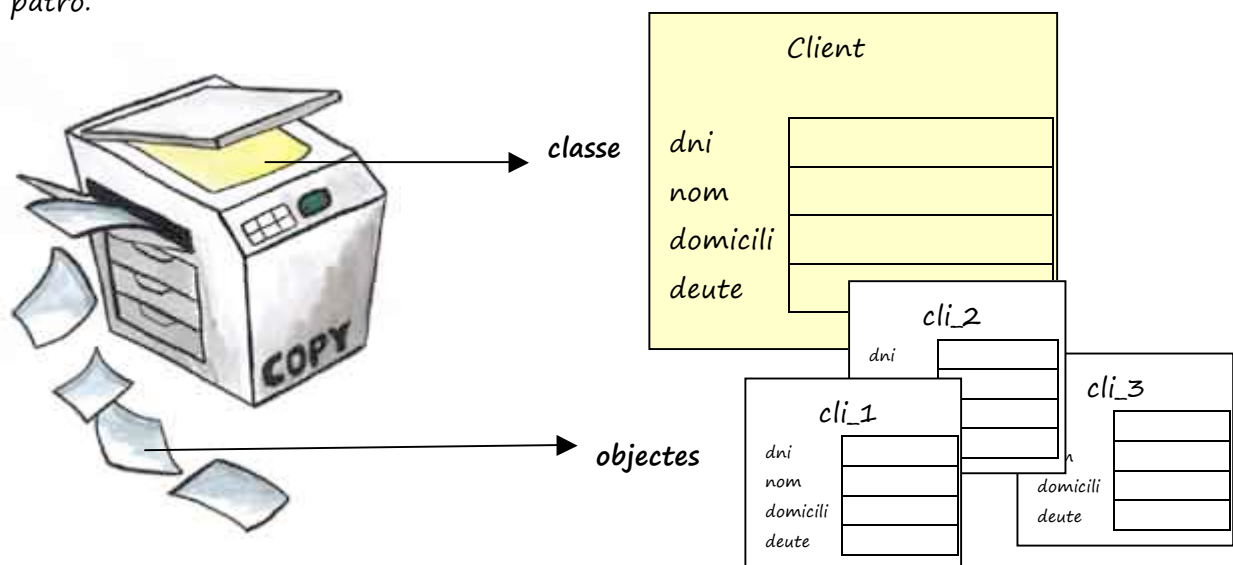 patró.
Client
classe
dni
nom
domicili
deute
COPY
objectes
cli_2
dni
cli_3
domicili
deute
cli_1
dni
nom
domicili
deute